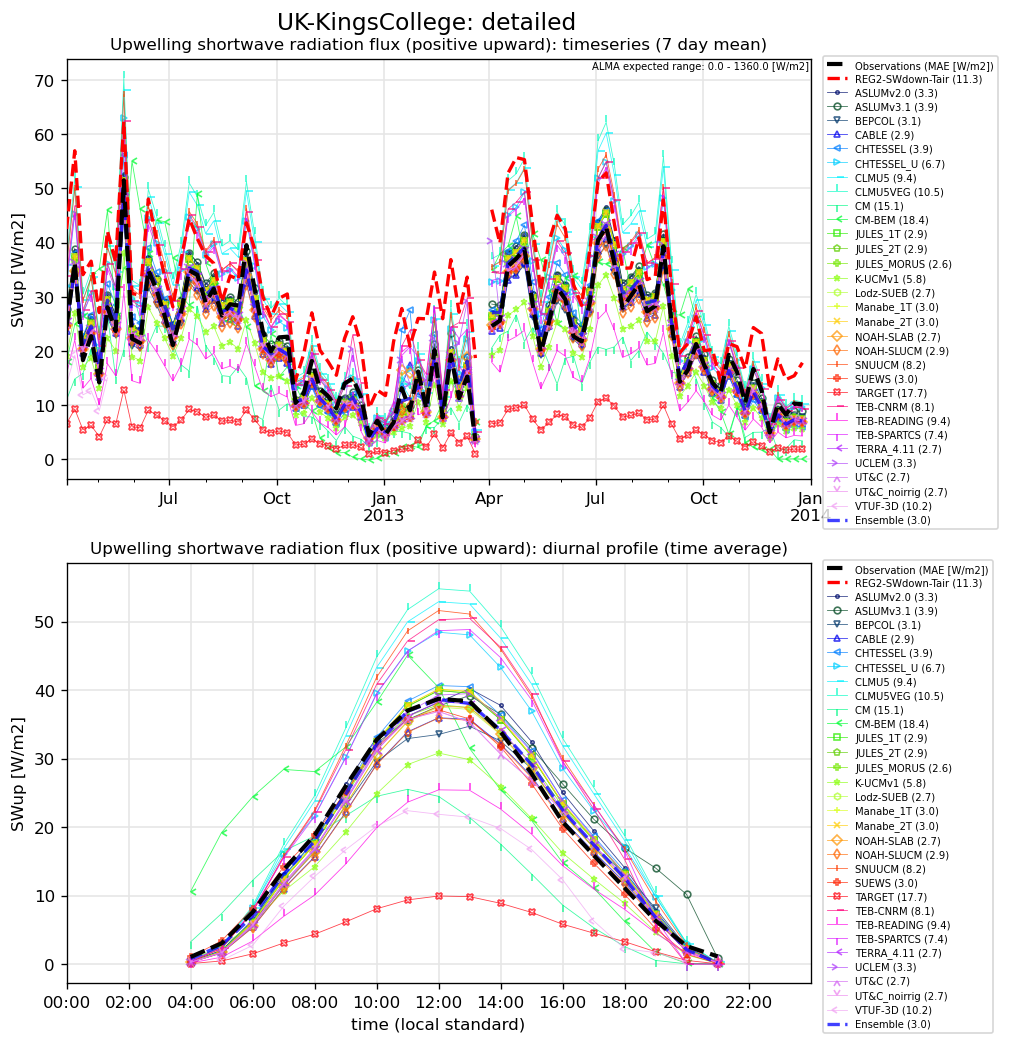 UK-KingsCollege: detailed
Upwelling shortwave radiation flux (positive upward): timeseries (7 day mean)
ALMA expected range: 0.0 - 1360.0 [W/m2]
SWup [W/m2]
70
60
50
40
30
20
10
0
Jul
Oct
Jan
2013
Apr
Jul
Oct
Jan
2014
Observations (MAE [W/m2])
REG2-SWdown-Tair (11.3)
ASLUMv2.0 (3.3)
ASLUMv3.1 (3.9)
BEPCOL (3.1)
CABLE (2.9)
CHTESSEL (3.9)
CHTESSEL_U (6.7)
CLMU5 (9.4)
CLMU5VEG (10.5)
CM (15.1)
CM-BEM (18.4)
JULES_1T (2.9)
JULES_2T (2.9)
JULES_MORUS (2.6)
K-UCMv1 (5.8)
Lodz-SUEB (2.7)
Manabe_1T (3.0)
Manabe_2T (3.0)
NOAH-SLAB (2.7)
NOAH-SLUCM (2.9)
SNUUCM (8.2)
SUEWS (3.0)
TARGET (17.7)
TEB-CNRM (8.1)
TEB-READING (9.4)
TEB-SPARTCS (7.4)
TERRA_4.11 (2.7)
UCLEM (3.3)
UT&C (2.7)
UT&C_noirrig (2.7)
VTUF-3D (10.2)
Ensemble (3.0)
Upwelling shortwave radiation flux (positive upward): diurnal profile (time average)
SWup [W/m2]
50
40
30
20
10
0
00:00 02:00 04:00 06:00 08:00 10:00 12:00 14:00 16:00 18:00 20:00 22:00
time (local standard)
Observation (MAE [W/m2])
REG2-SWdown-Tair (11.3)
ASLUMv2.0 (3.3)
ASLUMv3.1 (3.9)
BEPCOL (3.1)
CABLE (2.9)
CHTESSEL (3.9)
CHTESSEL_U (6.7)
CLMU5 (9.4)
CLMU5VEG (10.5)
CM (15.1)
CM-BEM (18.4)
JULES_1T (2.9)
JULES_2T (2.9)
JULES_MORUS (2.6)
K-UCMv1 (5.8)
Lodz-SUEB (2.7)
Manabe_1T (3.0)
Manabe_2T (3.0)
NOAH-SLAB (2.7)
NOAH-SLUCM (2.9)
SNUUCM (8.2)
SUEWS (3.0)
TARGET (17.7)
TEB-CNRM (8.1)
TEB-READING (9.4)
TEB-SPARTCS (7.4)
TERRA_4.11 (2.7)
UCLEM (3.3)
UT&C (2.7)
UT&C_noirrig (2.7)
VTUF-3D (10.2)
Ensemble (3.0)